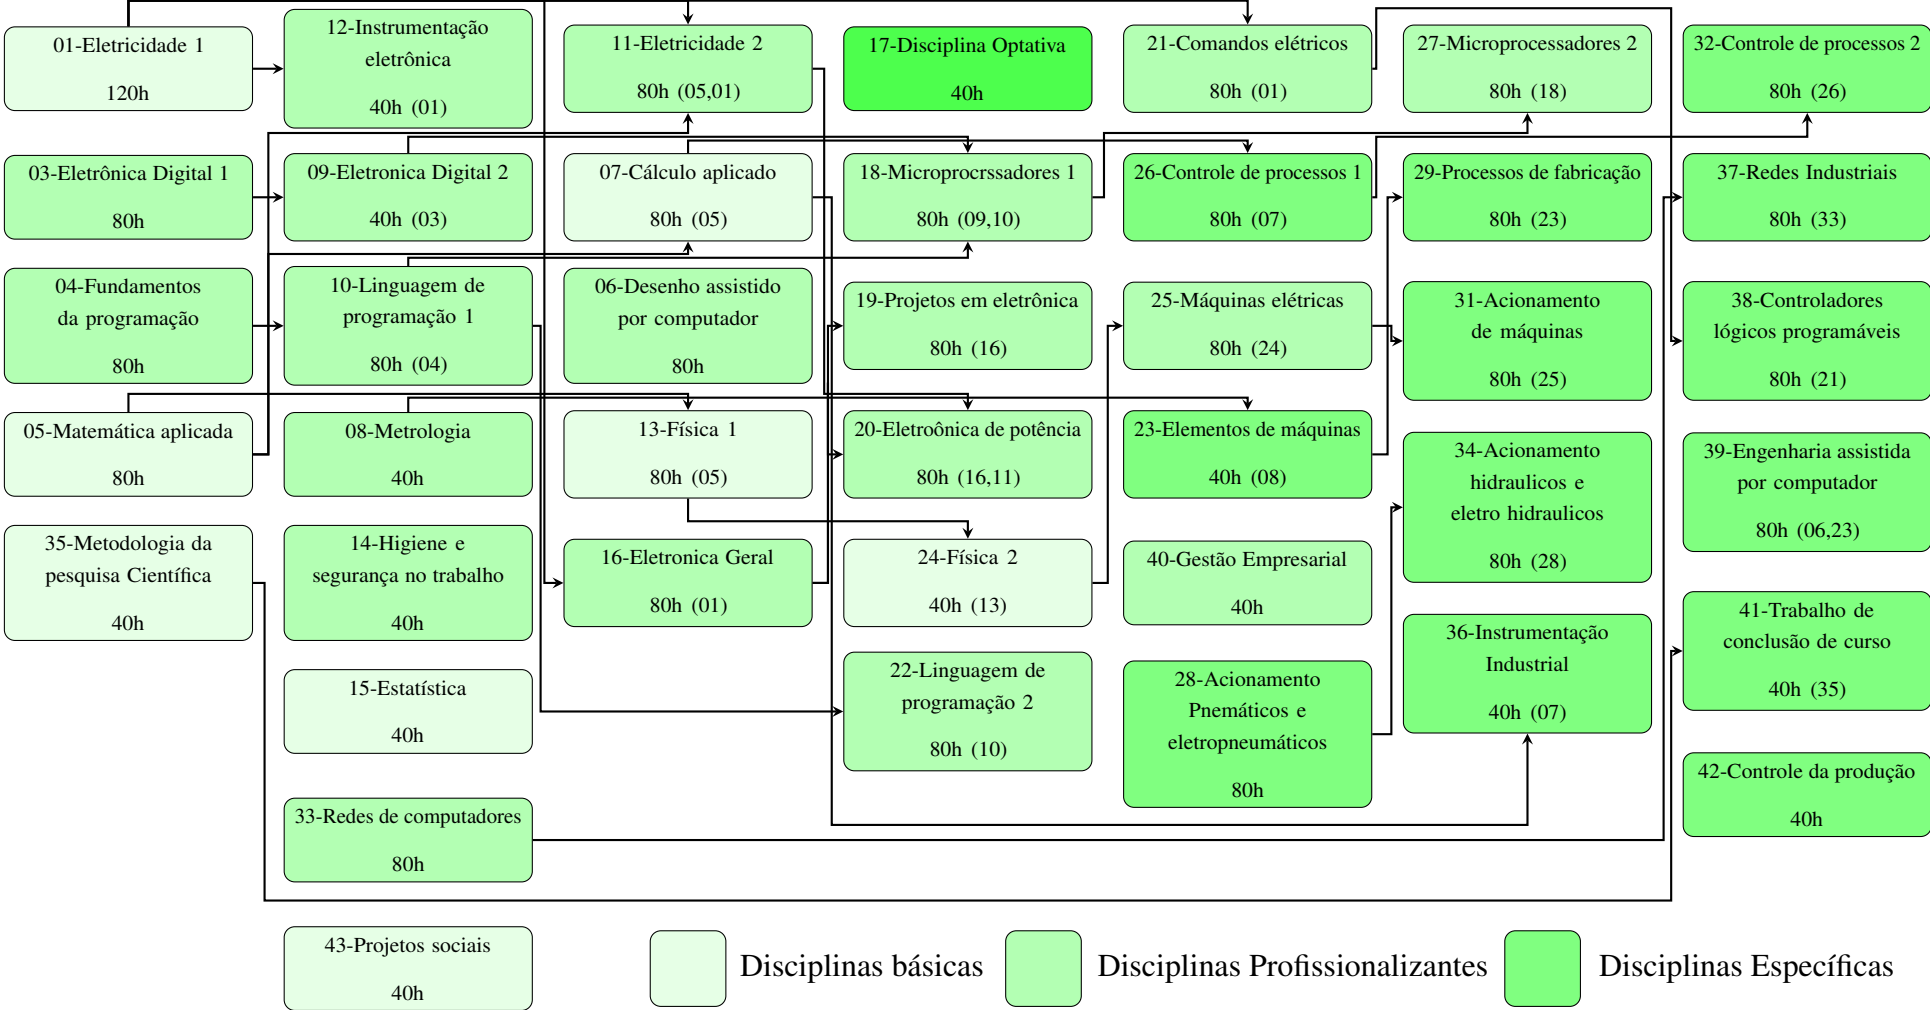 01-Eletricidade 1
120h
03-Eletrônica Digital 1
80h
04-Fundamentos
da programação
80h
05-Matemática aplicada
80h
35-Metodologia da
pesquisa Científica
40h
12-Instrumentação
eletrônica
40h (01)
09-Eletronica Digital 2
40h (03)
10-Linguagem de
programação 1
80h (04)
08-Metrologia
40h
14-Higiene e
segurança no trabalho
40h
15-Estatística
40h
33-Redes de computadores
80h
43-Projetos sociais
40h
11-Eletricidade 2
80h (05,01)
07-Cálculo aplicado
80h (05)
06-Desenho assistido
por computador
80h
13-Física 1
80h (05)
16-Eletronica Geral
80h (01)
17-Disciplina Optativa
40h
18-Microprocrssadores 1
80h (09,10)
19-Projetos em eletrônica
80h (16)
20-Eletroônica de potência
80h (16,11)
24-Física 2
40h (13)
22-Linguagem de
programação 2
80h (10)
21-Comandos elétricos
80h (01)
26-Controle de processos 1
80h (07)
25-Máquinas elétricas
80h (24)
23-Elementos de máquinas
40h (08)
40-Gestão Empresarial
40h
28-Acionamento
Pnemáticos e
eletropneumáticos
80h
27-Microprocessadores 2
80h (18)
29-Processos de fabricação
80h (23)
31-Acionamento
de máquinas
80h (25)
34-Acionamento
hidraulicos e
eletro hidraulicos
80h (28)
36-Instrumentação
Industrial
40h (07)
32-Controle de processos 2
80h (26)
37-Redes Industriais
80h (33)
38-Controladores
lógicos programáveis
80h (21)
39-Engenharia assistida
por computador
80h (06,23)
41-Trabalho de
conclusão de curso
40h (35)
42-Controle da produção
40h
Disciplinas básicas
Disciplinas Profissionalizantes
Disciplinas Específicas